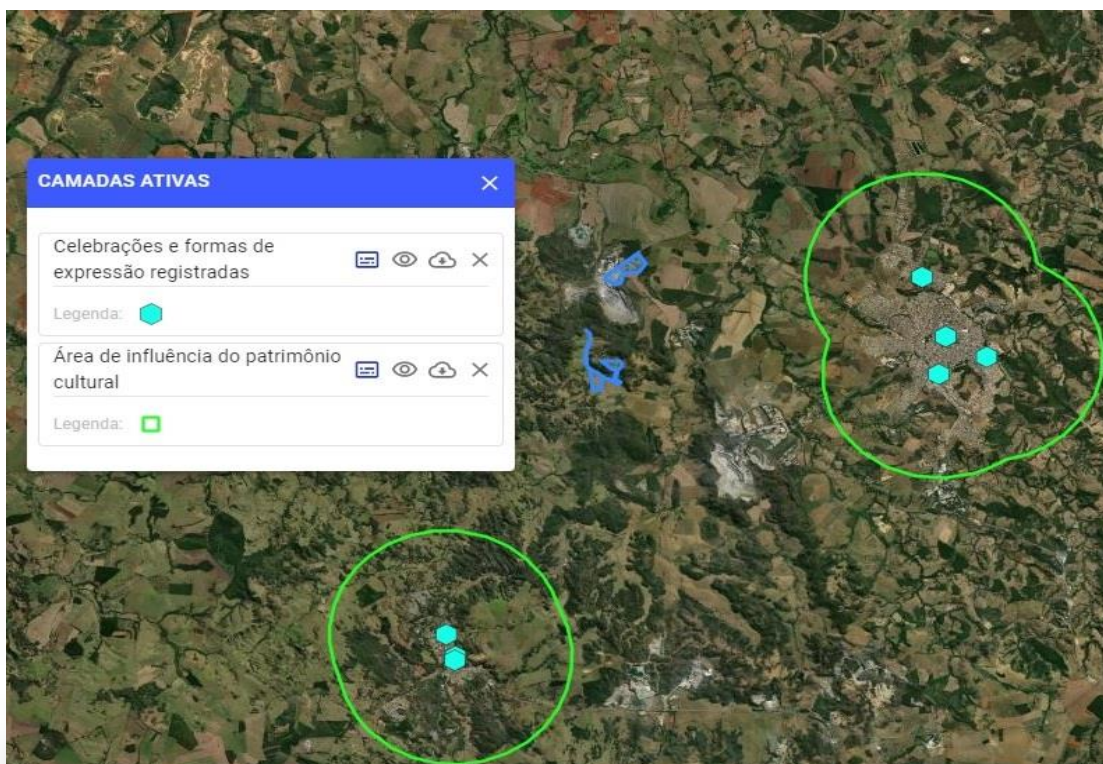 CAMADAS ATIVAS
Celebrações e formas de
expressão registradas
Legenda:
Área de influência do patrimônio
cultural
Legenda: